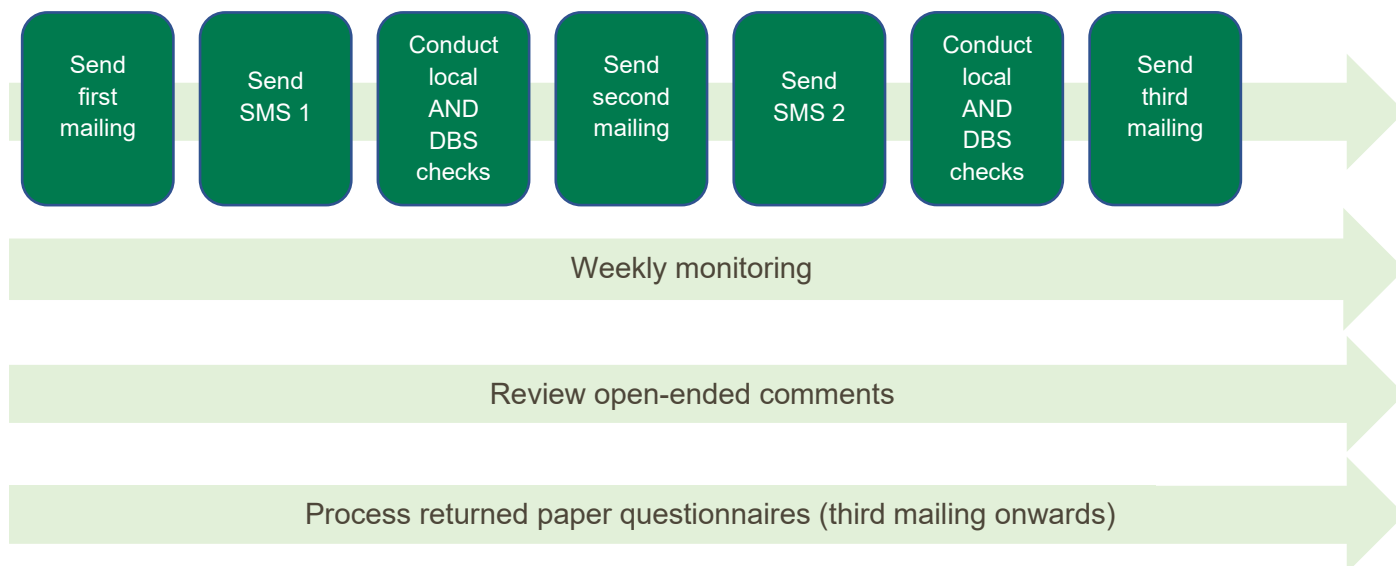 Send
first
mailing
Send
SMS 1
Conduct
local
AND
DBS
checks
Send
second
mailing
Send
SMS 2
Conduct
local
AND
DBS
checks
Send
third
mailing
Weekly monitoring
Review open-ended comments
Process returned paper questionnaires (third mailing onwards)